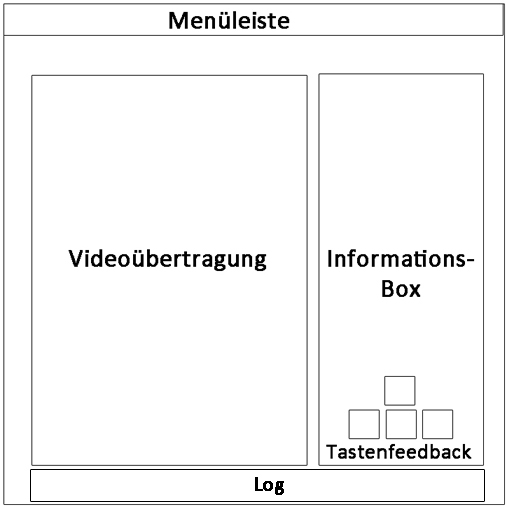 Menüleiste
Videoübertragung
Informations-
Box
Tastenfeedback
Log